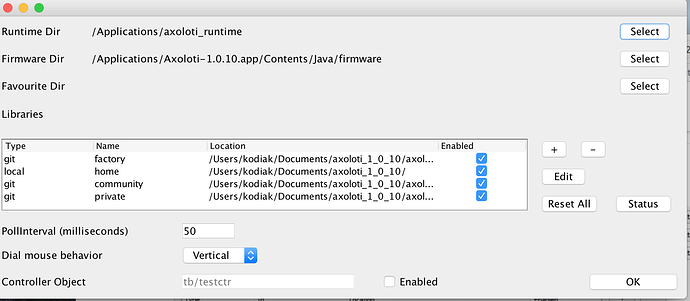 Runtime Dir /Applications/axoloti_runtime Select
Firmware Dir /Applications/Axoloti-1.0.10.app/Contents/Java/firmware Select
Favourite Dir Select
Libraries
Type Name Location Enabled
git factory /Users/kodiak/Documents/axoloti_1_0_10/axol...
local home /Users/kodiak/Documents/axoloti_1_0_10/
git community /Users/kodiak/Documents/axoloti_1_0_10/axol...
git private /Users/kodiak/Documents/axoloti_1_0_10/axol...
+ -
Edit
Reset All Status
PollInterval (milliseconds) 50
Dial mouse behavior Vertical
Controller Object tb/testctr Enabled OK